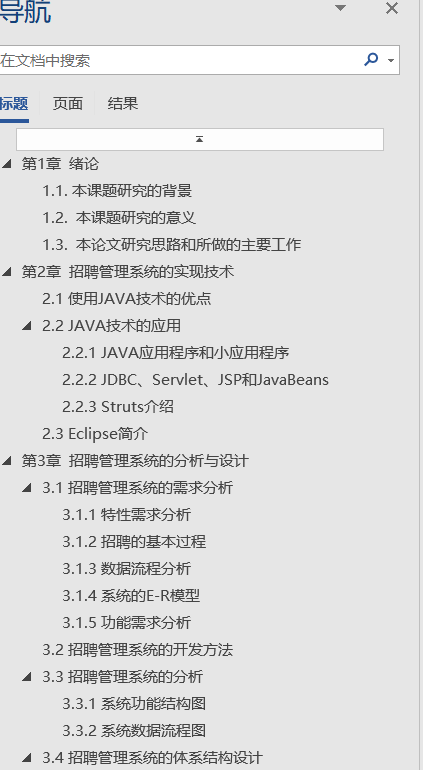 导航
在文档中搜索
标题 页面 结果
第1章 绪论
1.1. 本课题研究的背景
1.2. 本课题研究的意义
1.3. 本论文研究思路和所做的主要工作
第2章 招聘管理系统的实现技术
2.1 使用JAVA技术的优点
2.2 JAVA技术的应用
2.2.1 JAVA应用程序和小应用程序
2.2.2 JDBC、Servlet、JSP和JavaBeans
2.2.3 Struts介绍
2.3 Eclipse简介
第3章 招聘管理系统的分析与设计
3.1 招聘管理系统的需求分析
3.1.1 特性需求分析
3.1.2 招聘的基本过程
3.1.3 数据流程分析
3.1.4 系统的E-R模型
3.1.5 功能需求分析
3.2 招聘管理系统的开发方法
3.3 招聘管理系统的分析
3.3.1 系统功能结构图
3.3.2 系统数据流程图
3.4 招聘管理系统的体系结构设计